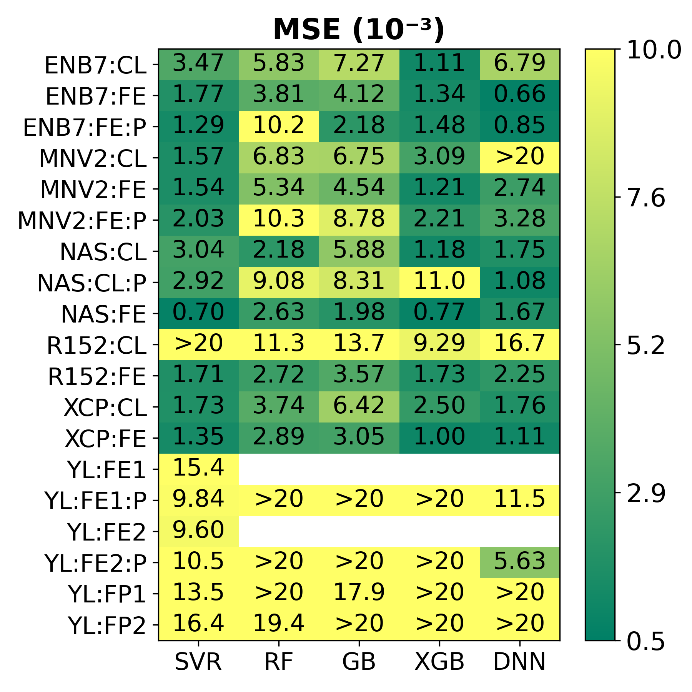 MSE (10⁻³)
ENB7:CL 3.47 5.83 7.27 1.11 6.79
ENB7:FE 1.77 3.81 4.12 1.34 0.66
ENB7:FE:P 1.29 10.2 2.18 1.48 0.85
MNV2:CL 1.57 6.83 6.75 3.09 >20
MNV2:FE 1.54 5.34 4.54 1.21 2.74
MNV2:FE:P 2.03 10.3 8.78 2.21 3.28
NAS:CL 3.04 2.18 5.88 1.18 1.75
NAS:CL:P 2.92 9.08 8.31 11.0 1.08
NAS:FE 0.70 2.63 1.98 0.77 1.67
R152:CL >20 11.3 13.7 9.29 16.7
R152:FE 1.71 2.72 3.57 1.73 2.25
XCP:CL 1.73 3.74 6.42 2.50 1.76
XCP:FE 1.35 2.89 3.05 1.00 1.11
YL:FE1 15.4
YL:FE1:P 9.84 >20 >20 >20 11.5
YL:FE2 9.60
YL:FE2:P 10.5 >20 >20 >20 5.63
YL:FP1 13.5 >20 17.9 >20 >20
YL:FP2 16.4 19.4 >20 >20 >20
SVR RF GB XGB DNN
10.0
7.6
5.2
2.9
0.5